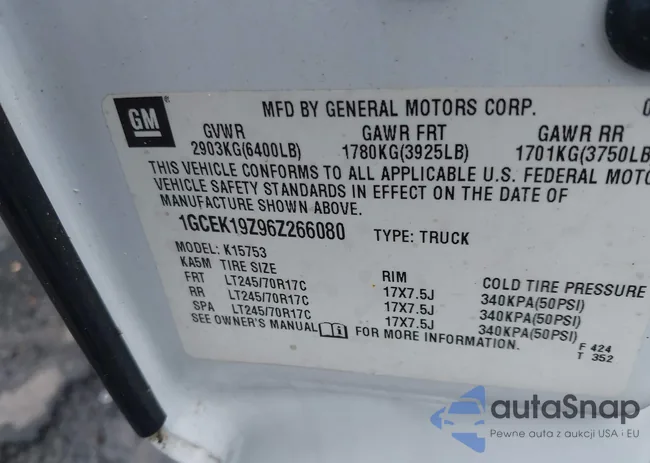 GM®
MFD BY GENERAL MOTORS CORP.
GVWR GAWR FRT GAWR RR
2903KG(6400LB) 1780KG(3925LB) 1701KG(3750LB
THIS VEHICLE CONFORMS TO ALL APPLICABLE U.S. FEDERAL MOTO
VEHICLE SAFETY STANDARDS IN EFFECT ON THE DATE OF
MANUFACTURE SHOWN ABOVE.
1GCEK19Z96Z266080 TYPE: TRUCK
MODEL: K15753
KA5M TIRE SIZE RIM COLD TIRE PRESSURE
FRT LT245/70R17C 17X7.5J 340KPA(50PSI)
RR LT245/70R17C 17X7.5J 340KPA(50PSI)
SPA LT245/70R17C 17X7.5J 340KPA(50PSI)
SEE OWNER'S MANUAL FOR MORE INFORMATION.
F 424
T 352
autaSnap
Pewne auta z aukcji USA i EU